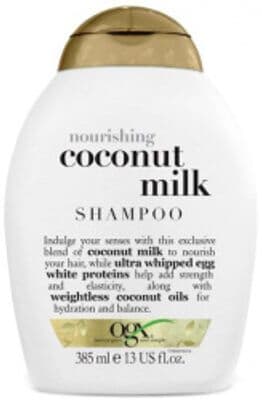 nourishing
coconut
milk
SHAMPOO
Indulge your senses with this exclusive
blend of coconut milk to nourish
your hair, while ultra whipped egg
white proteins help add strength
and elasticity, along with
weightless coconut oils for
hydration and balance.
ogx
385 ml e 13 US fl.oz.